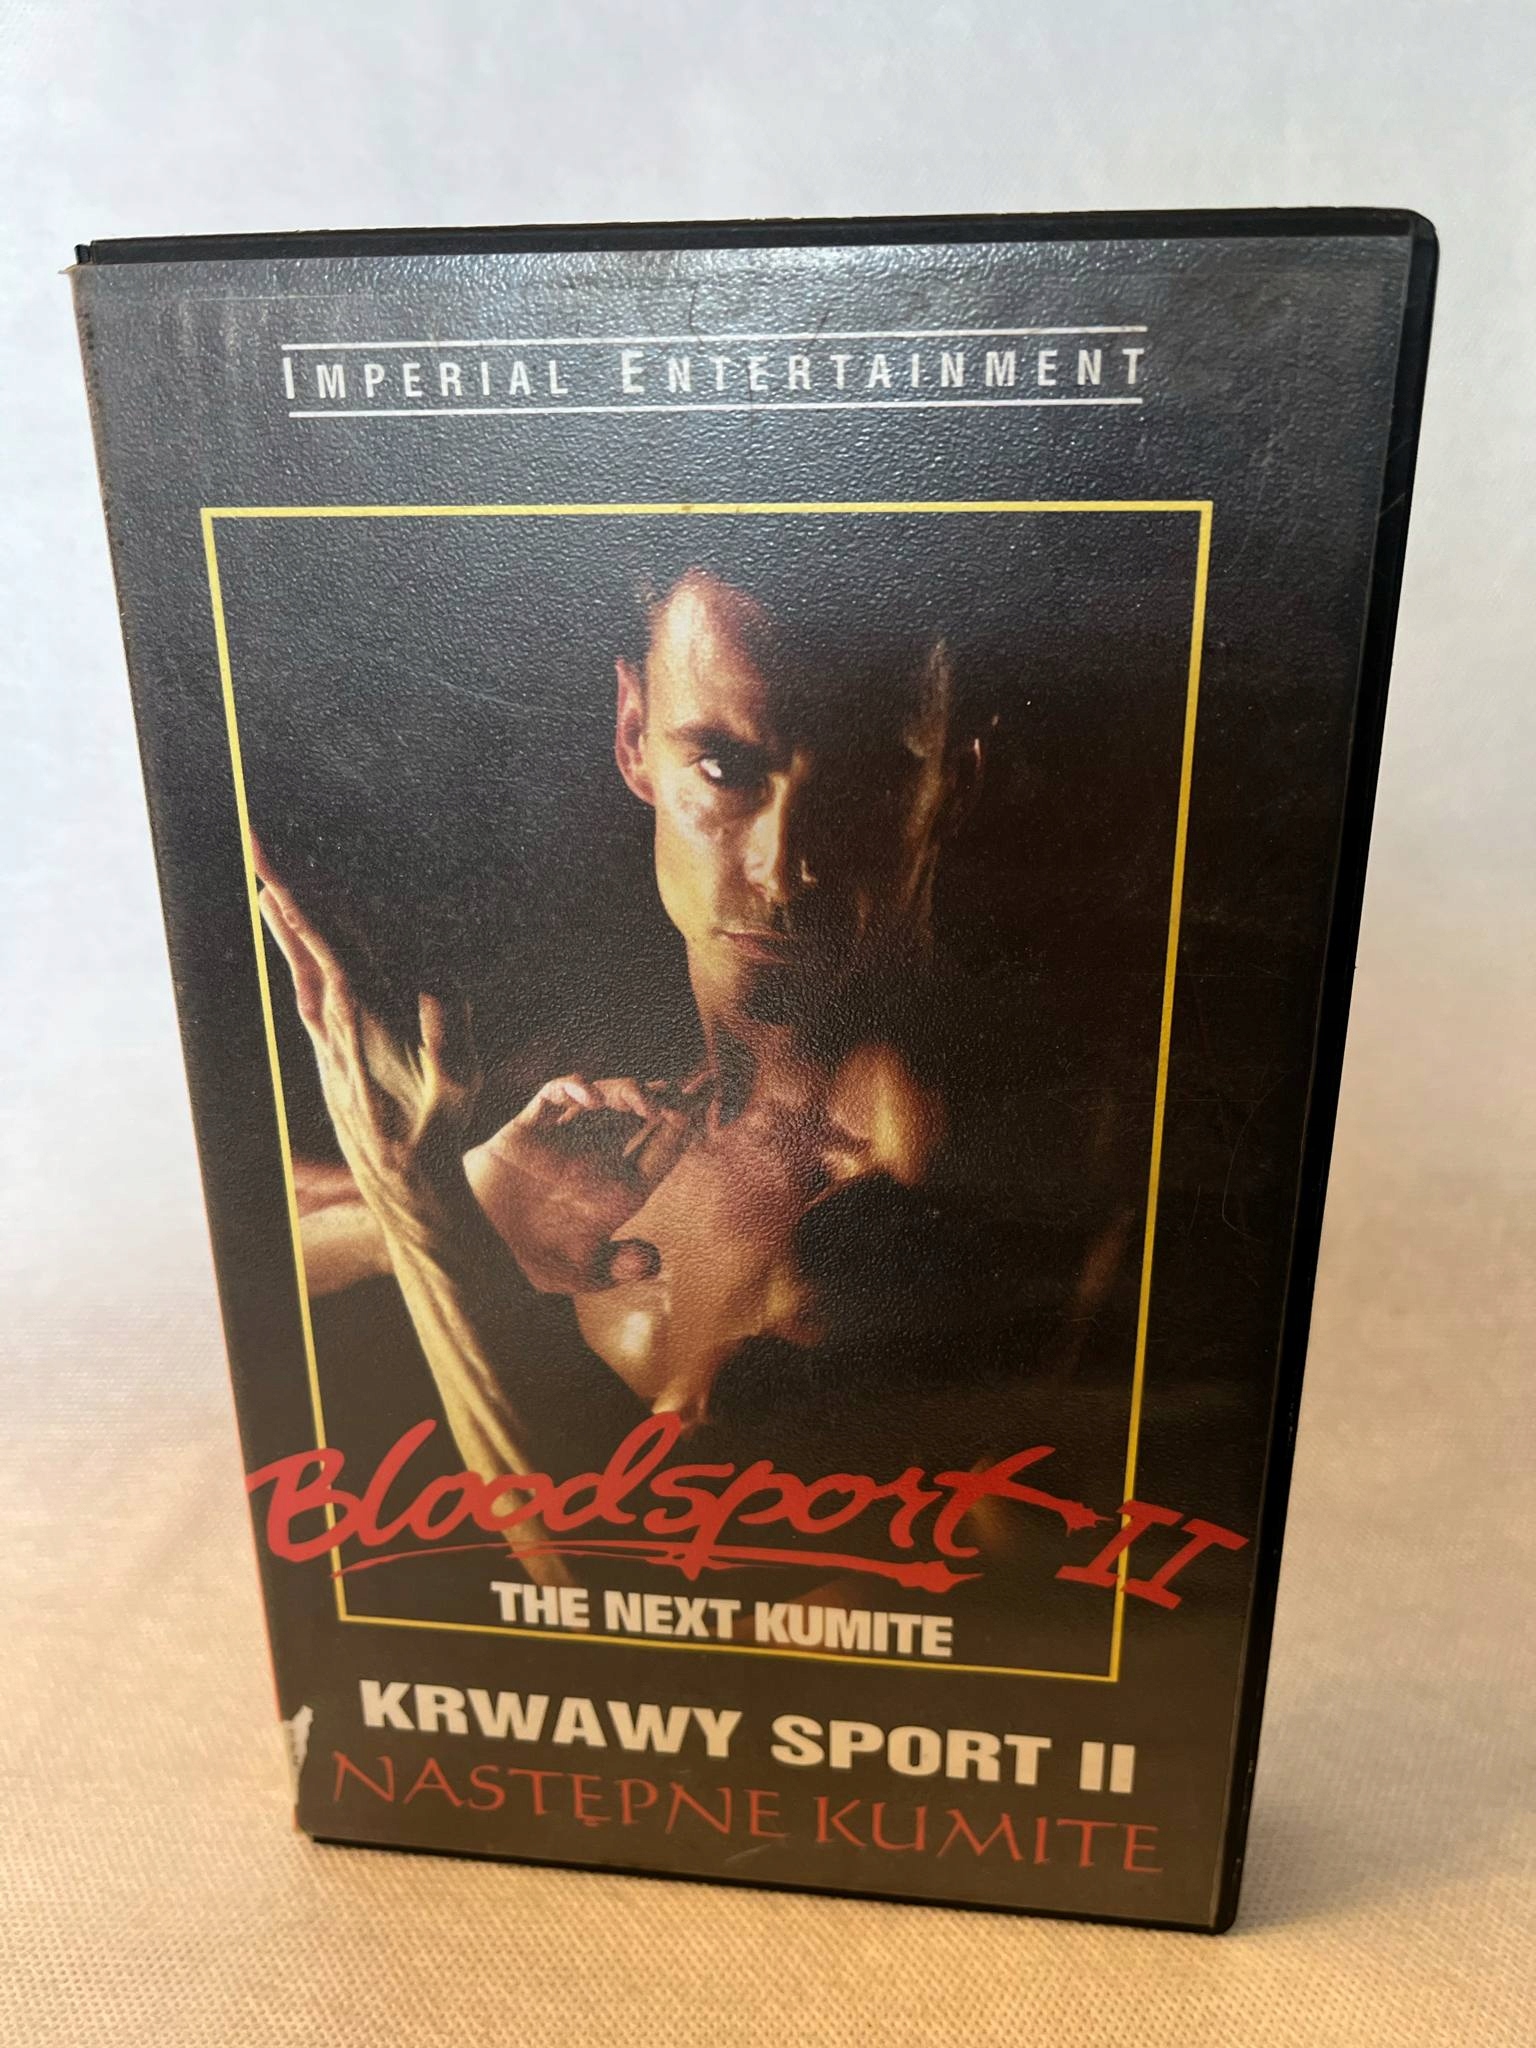 IMPERIAL ENTERTAINMENT
Bloodsport II
THE NEXT KUMITE
KRWAWY SPORT II
NASTĘPNE KUMITE